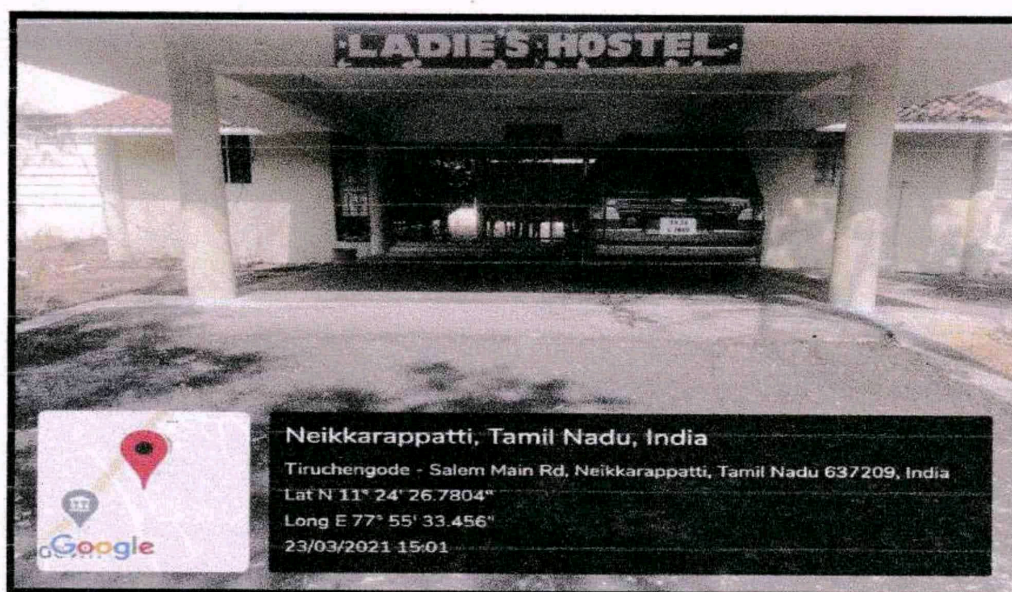 LADIE'S HOSTEL
Neikkarappatti, Tamil Nadu, India
Tiruchengode - Salem Main Rd, Neikkarappatti, Tamil Nadu 637209, India
Lat N 11° 24' 26.7804"
Long E 77° 55' 33.456"
23/03/2021 15:01
Google